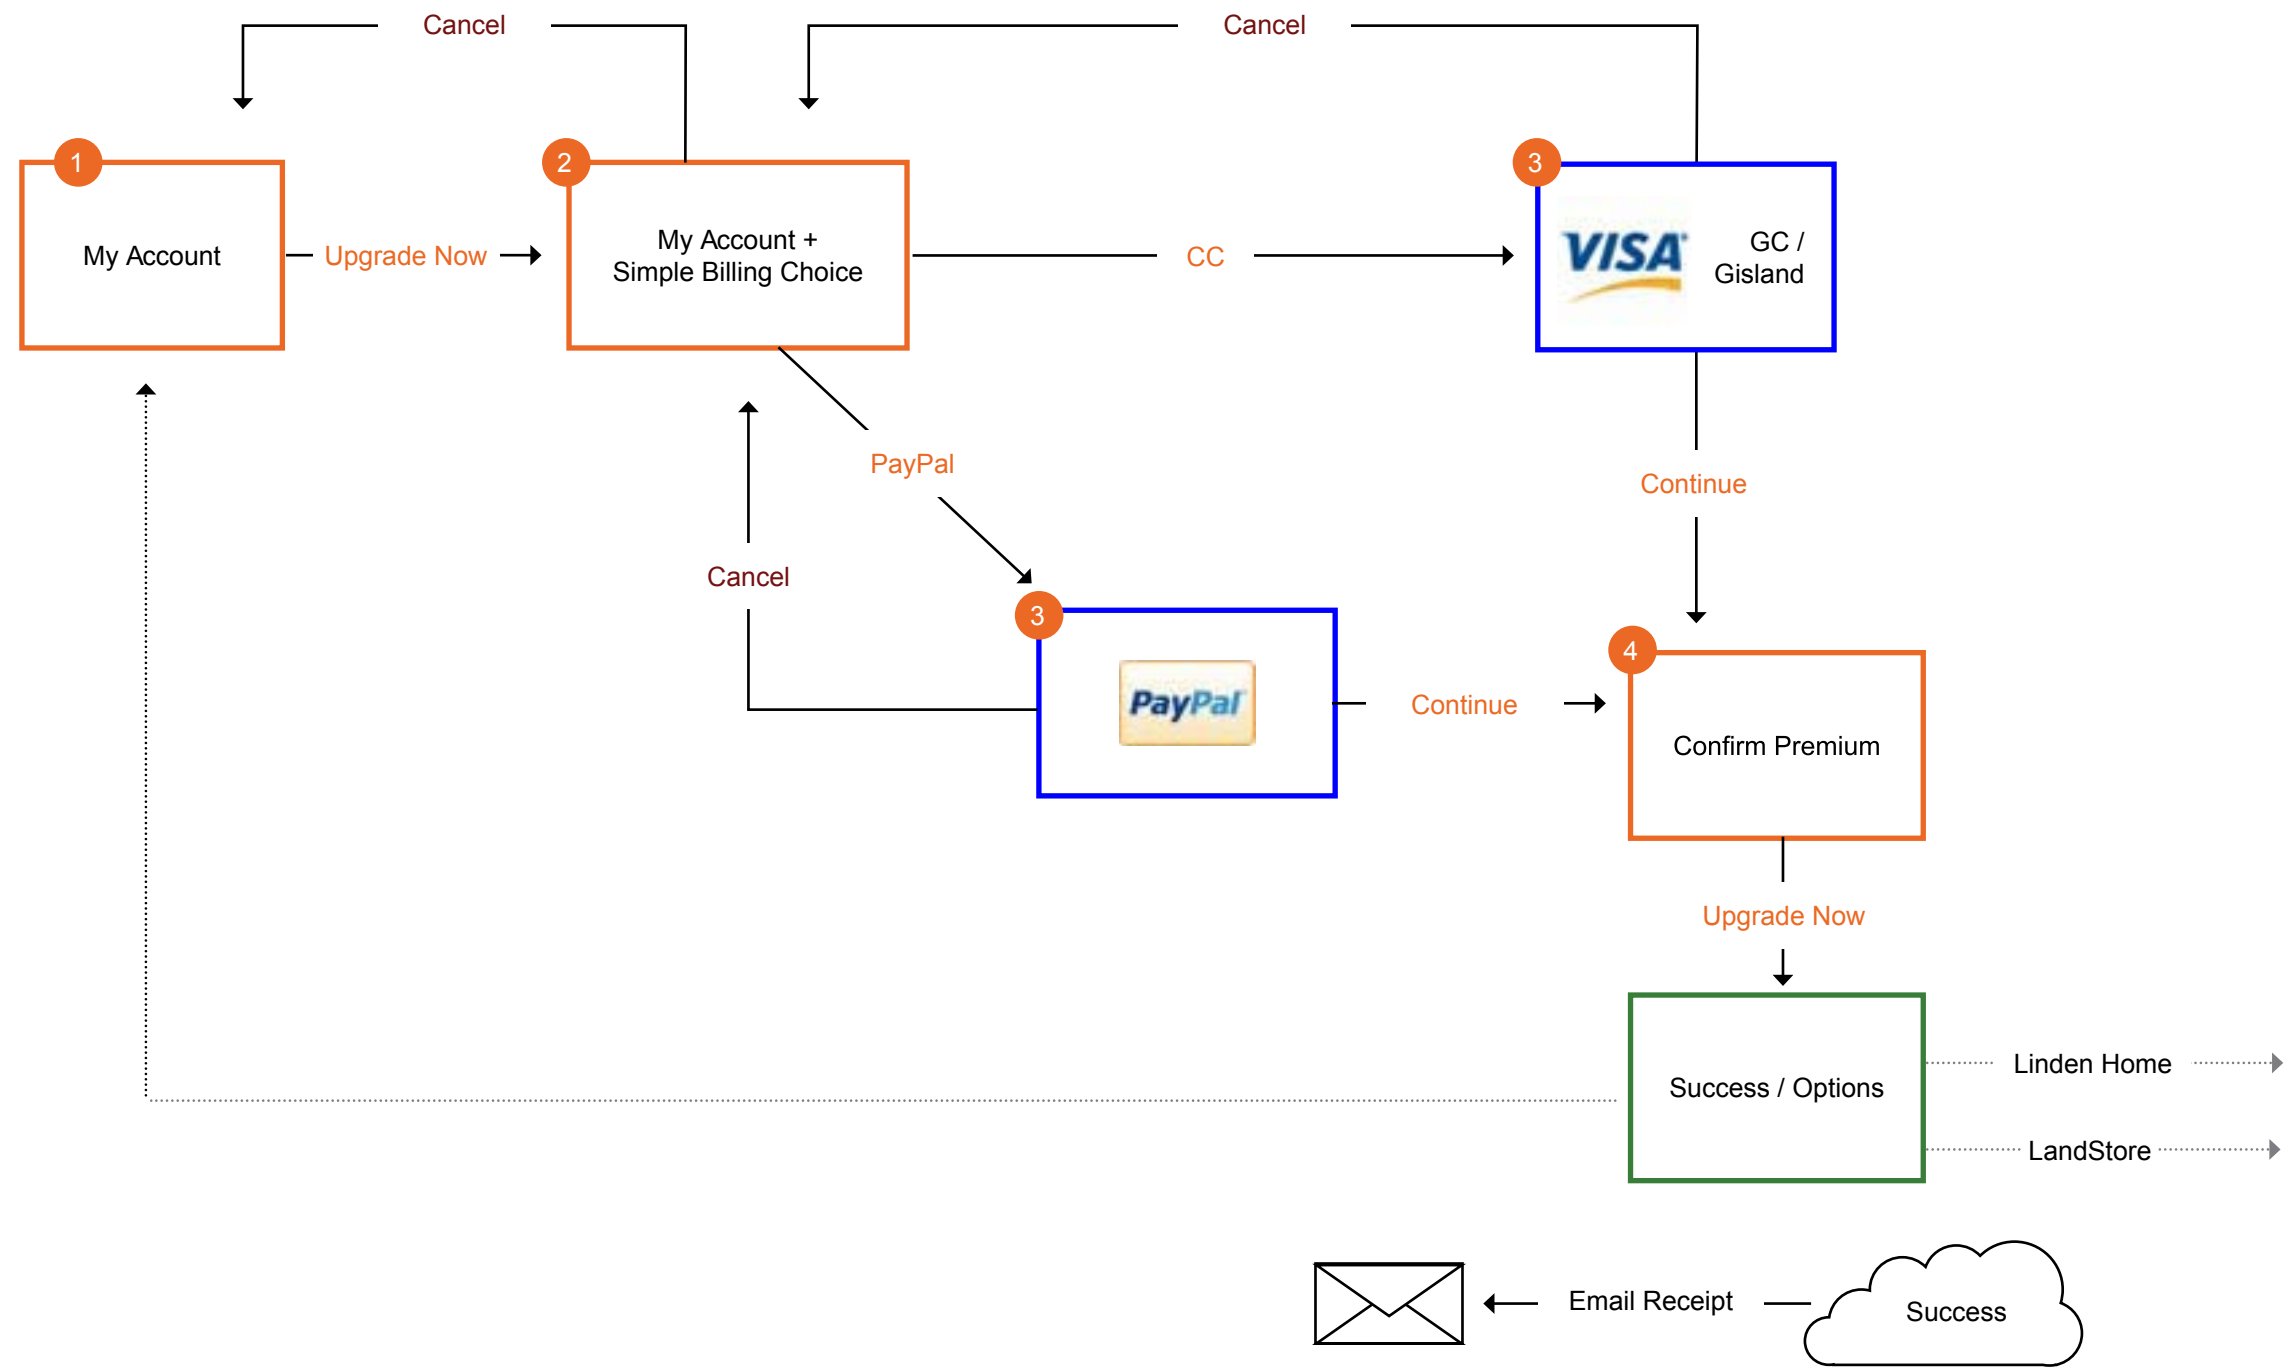 Cancel
Cancel
1
2
3
My Account
Upgrade Now
My Account +
Simple Billing Choice
CC
VISA
GC /
Gisland
PayPal
Continue
Cancel
3
PayPal
Continue
4
Confirm Premium
Upgrade Now
Success / Options
Linden Home
LandStore
Email Receipt
Success